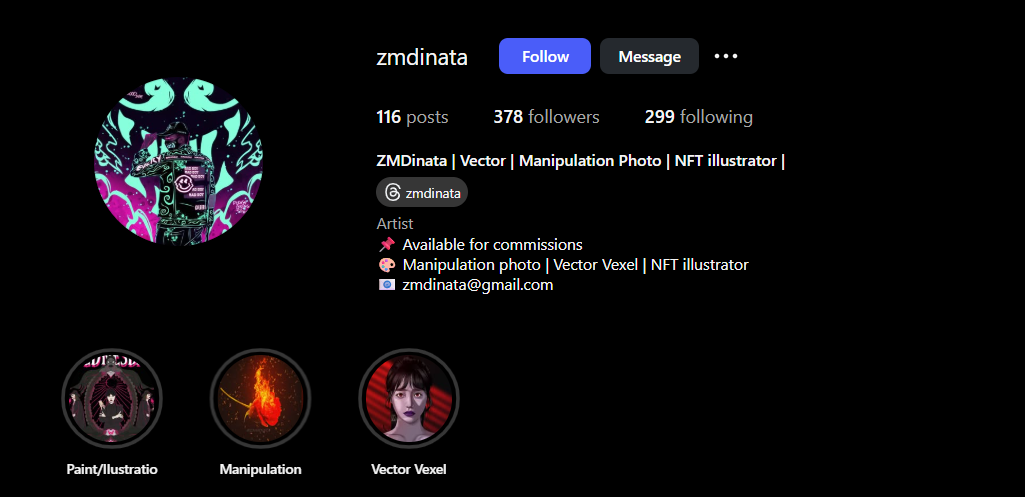 zmdinata Follow Message
116 posts 378 followers 299 following
ZMDinata | Vector | Manipulation Photo | NFT illustrator |
zmdinata
Artist
📌 Available for commissions
🎨 Manipulation photo | Vector Vexel | NFT illustrator
📧 zmdinata@gmail.com
Paint/Ilustratio Manipulation Vector Vexel